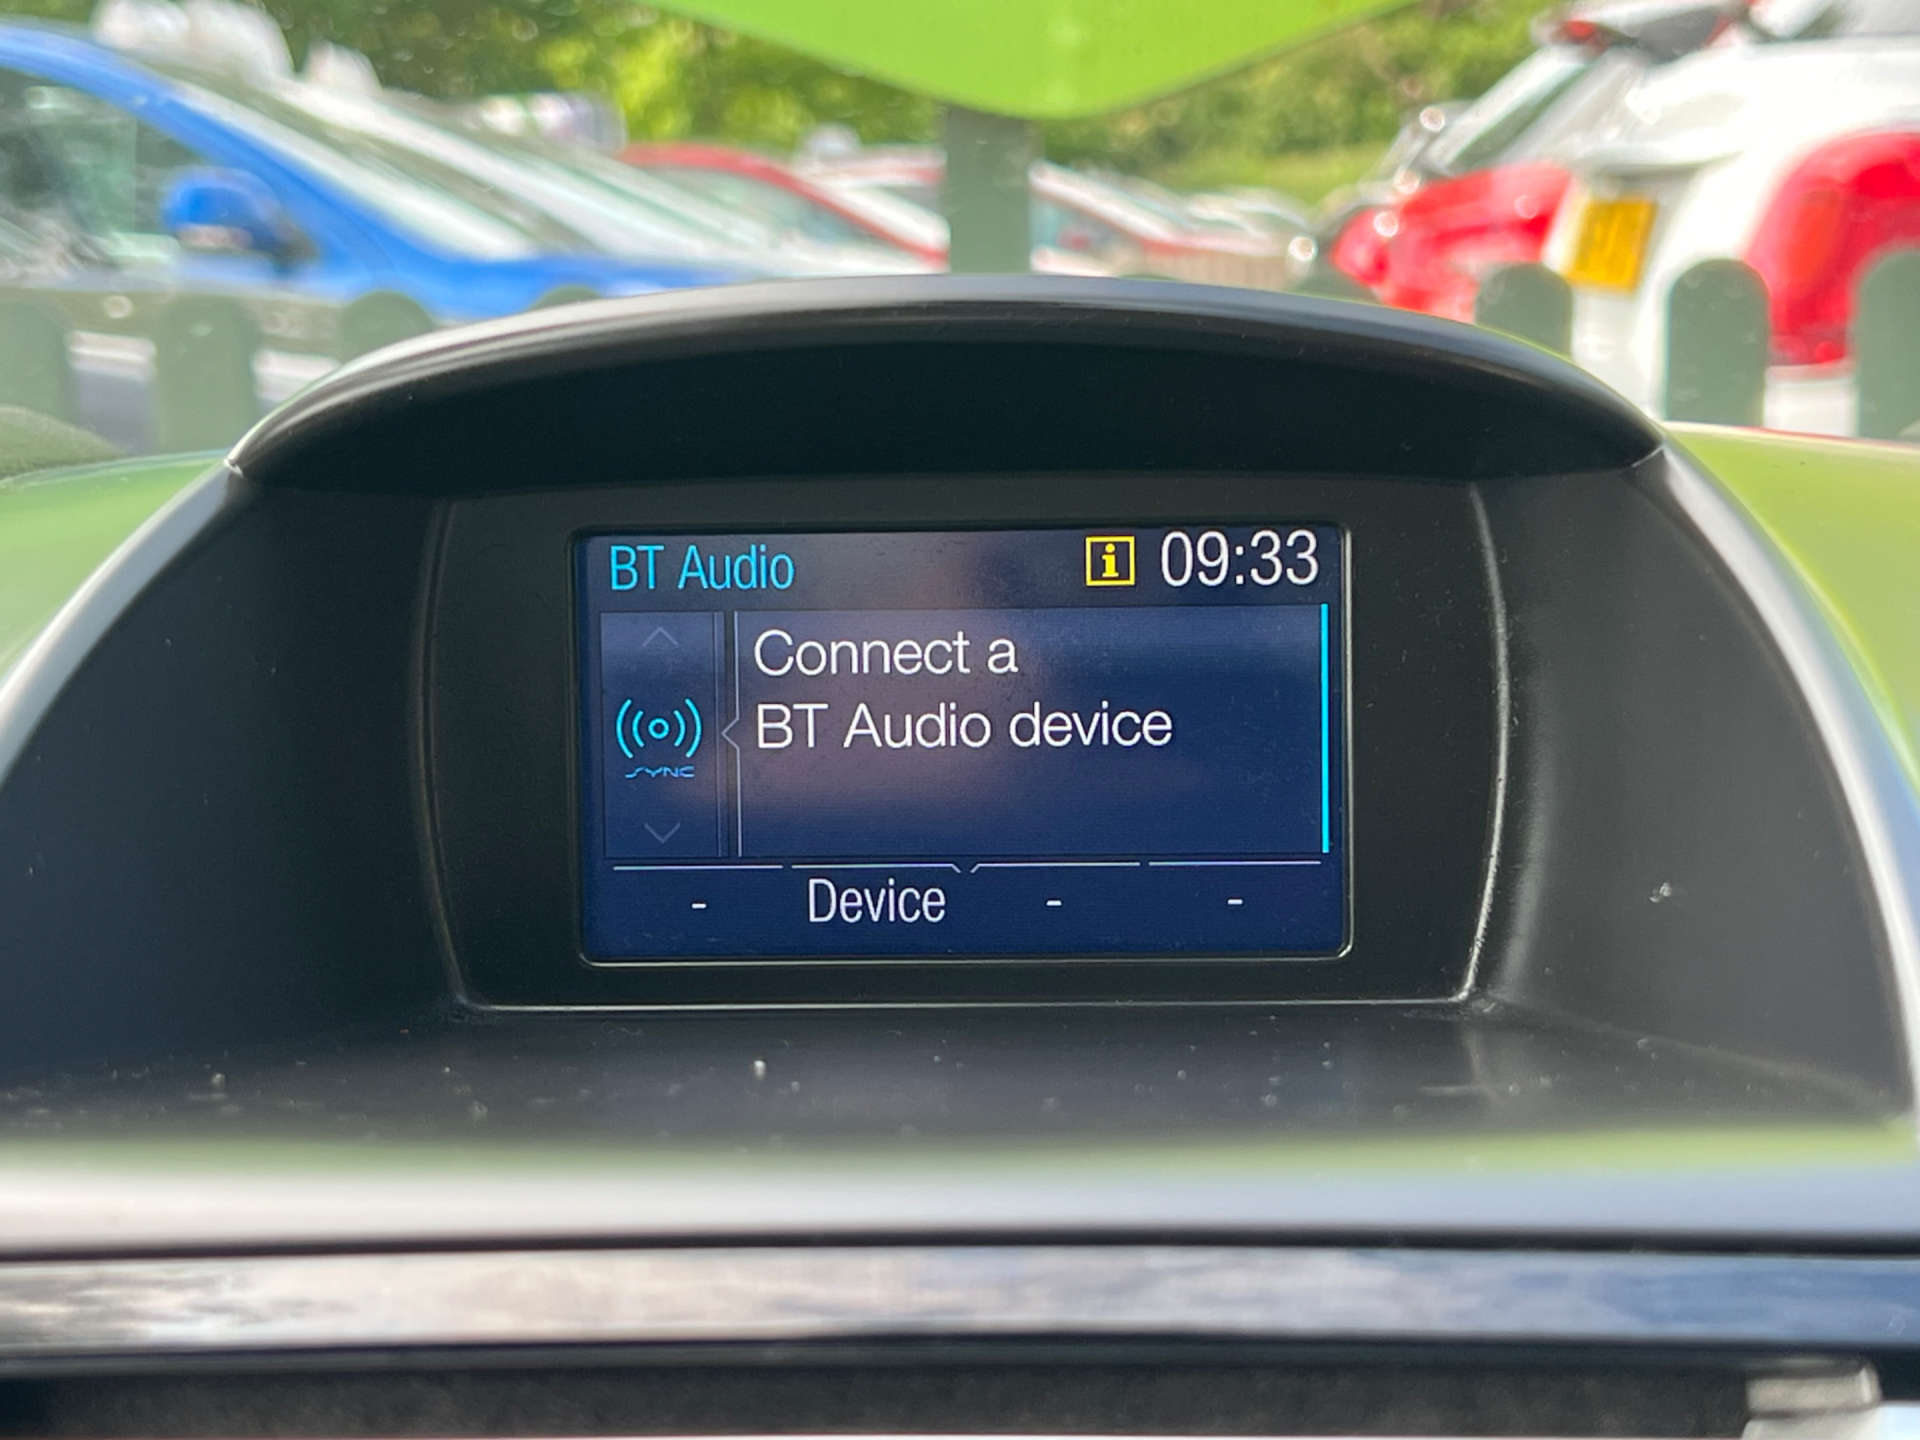 BT Audio i 09:33
Connect a
BT Audio device
SYNC
- Device - -